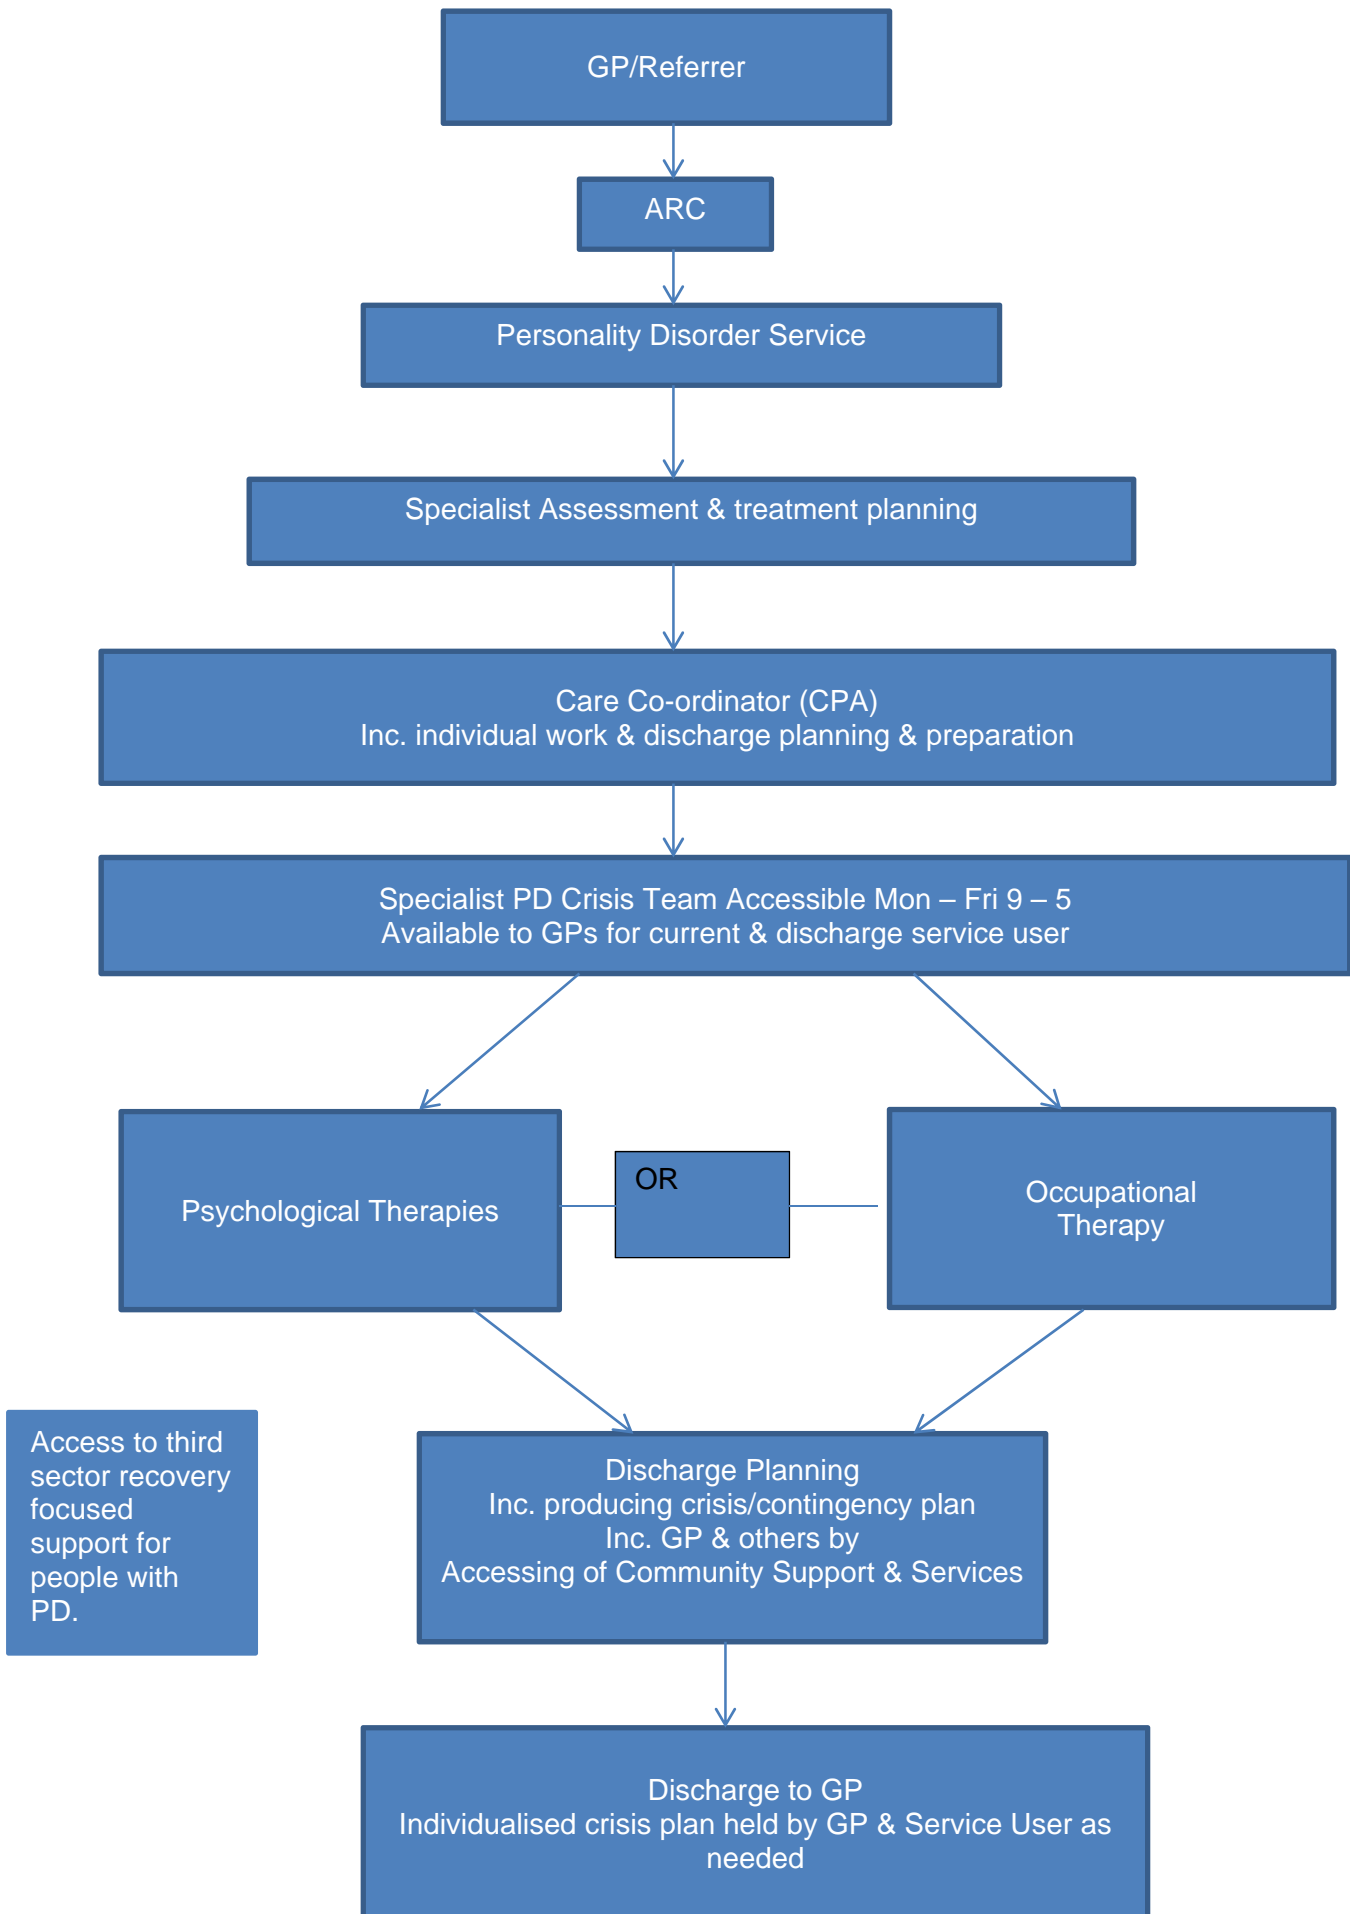 GP/Referrer
ARC
Personality Disorder Service
Specialist Assessment & treatment planning
Care Co-ordinator (CPA)
Inc. individual work & discharge planning & preparation
Specialist PD Crisis Team Accessible Mon – Fri 9 – 5
Available to GPs for current & discharge service user
Psychological Therapies
OR
Occupational
Therapy
Access to third
sector recovery
focused
support for
people with
PD.
Discharge Planning
Inc. producing crisis/contingency plan
Inc. GP & others by
Accessing of Community Support & Services
Discharge to GP
Individualised crisis plan held by GP & Service User as
needed